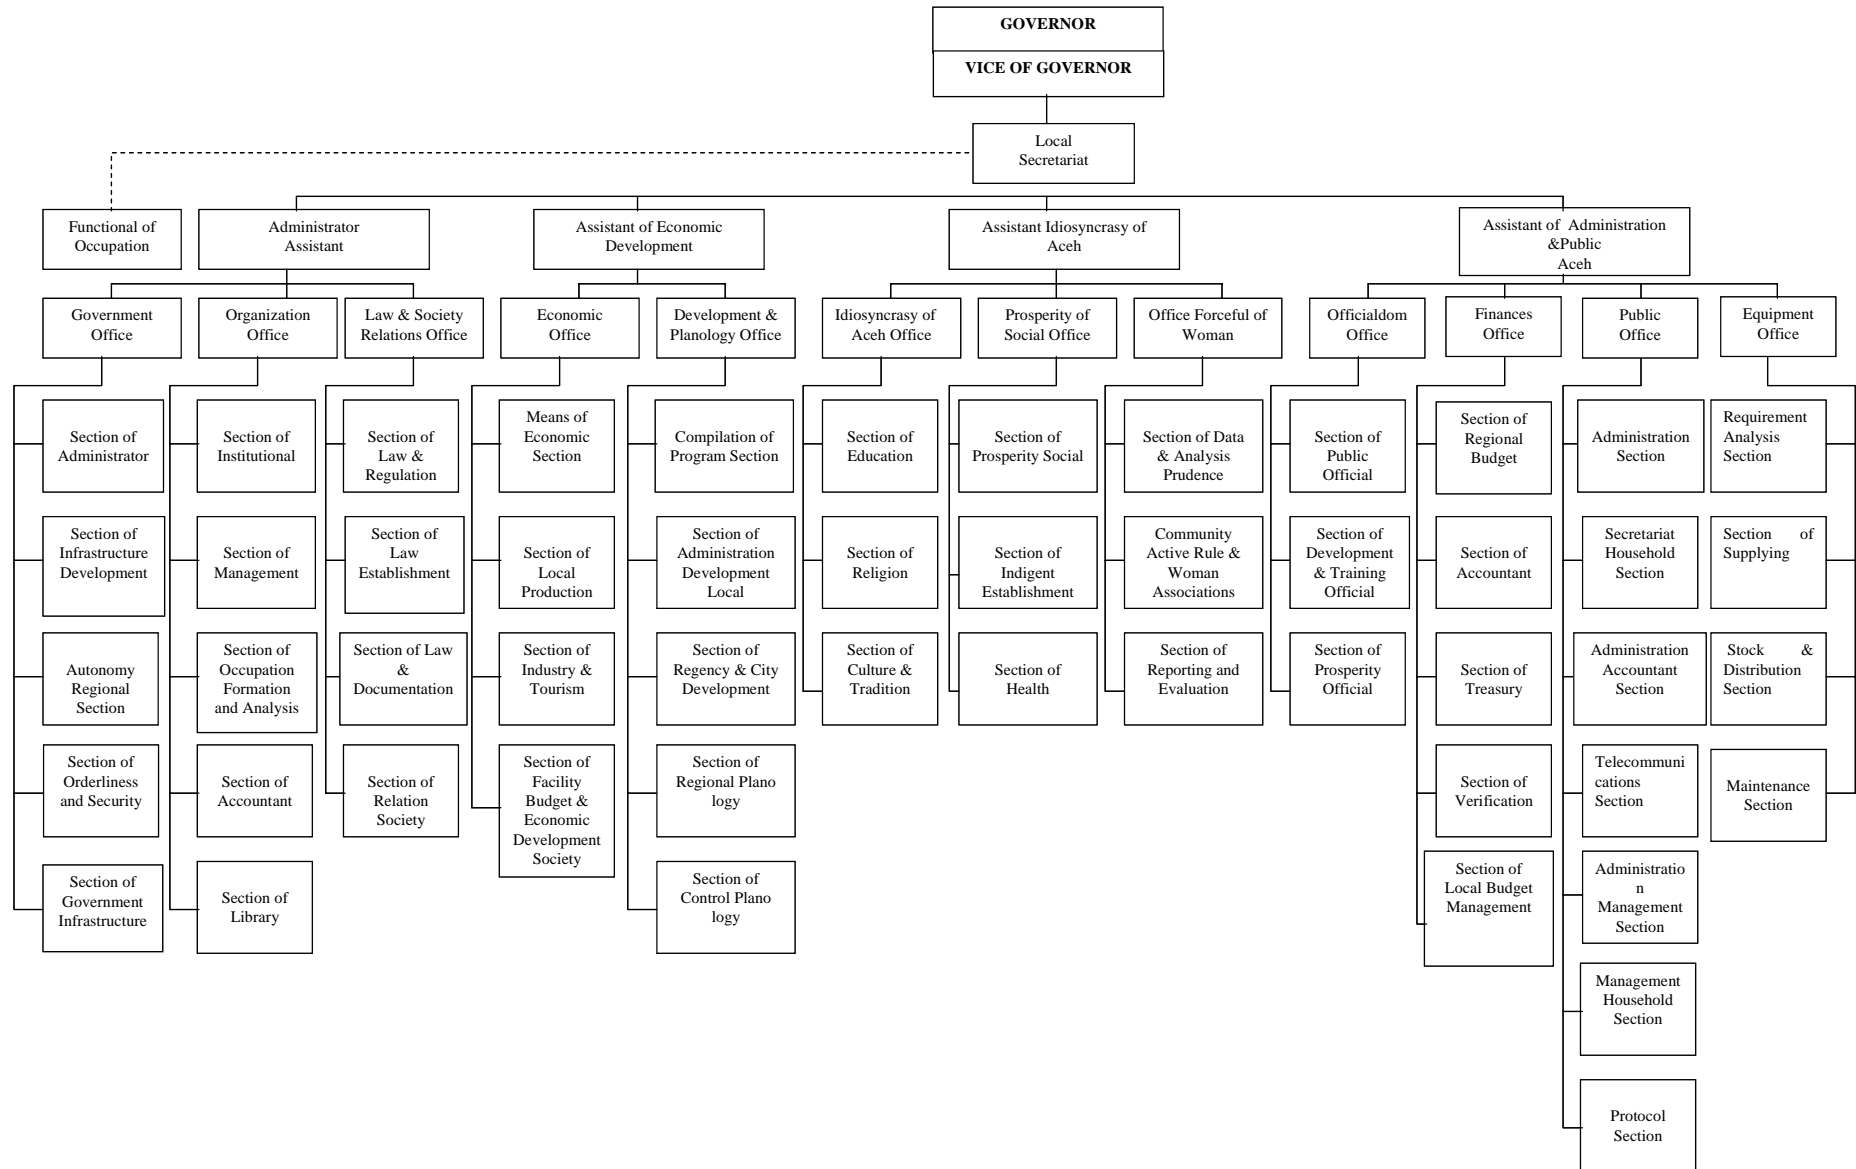 GOVERNOR
VICE OF GOVERNOR
Local
Secretariat
Functional of
Occupation
Administrator
Assistant
Assistant of Economic
Development
Assistant Idiosyncrasy of
Aceh
Assistant of Administration
&Public
Aceh
Government
Office
Organization
Office
Law & Society
Relations Office
Economic
Office
Development &
Planology Office
Idiosyncrasy of
Aceh Office
Prosperity of
Social Office
Office Forceful of
Woman
Officialdom
Office
Finances
Office
Public
Office
Equipment
Office
Section of
Administrator
Section of
Infrastructure
Development
Autonomy
Regional
Section
Section of
Orderliness
and Security
Section of
Government
Infrastructure
Section of
Institutional
Section of
Management
Section of
Occupation
Formation
and Analysis
Section of
Accountant
Section of
Library
Section of
Law &
Regulation
Section of
Law
Establishment
Section of Law
&
Documentation
Section of
Relation
Society
Means of
Economic
Section
Section of
Local
Production
Section of
Industry &
Tourism
Section of
Facility
Budget &
Economic
Development
Society
Compilation of
Program Section
Section of
Administration
Development
Local
Section of
Regency & City
Development
Section of
Regional Plano
logy
Section of
Control Plano
logy
Section of
Education
Section of
Religion
Section of
Culture &
Tradition
Section of
Prosperity Social
Section of
Indigent
Establishment
Section of
Health
Section of Data
& Analysis
Prudence
Community
Active Rule &
Woman
Associations
Section of
Reporting and
Evaluation
Section of
Public
Official
Section of
Development
& Training
Official
Section of
Prosperity
Official
Section of
Regional
Budget
Section of
Accountant
Section of
Treasury
Section of
Verification
Section of
Local Budget
Management
Administration
Section
Secretariat
Household
Section
Administration
Accountant
Section
Telecommuni
cations
Section
Administratio
n
Management
Section
Management
Household
Section
Protocol
Section
Requirement
Analysis
Section
Section of
Supplying
Stock &
Distribution
Section
Maintenance
Section